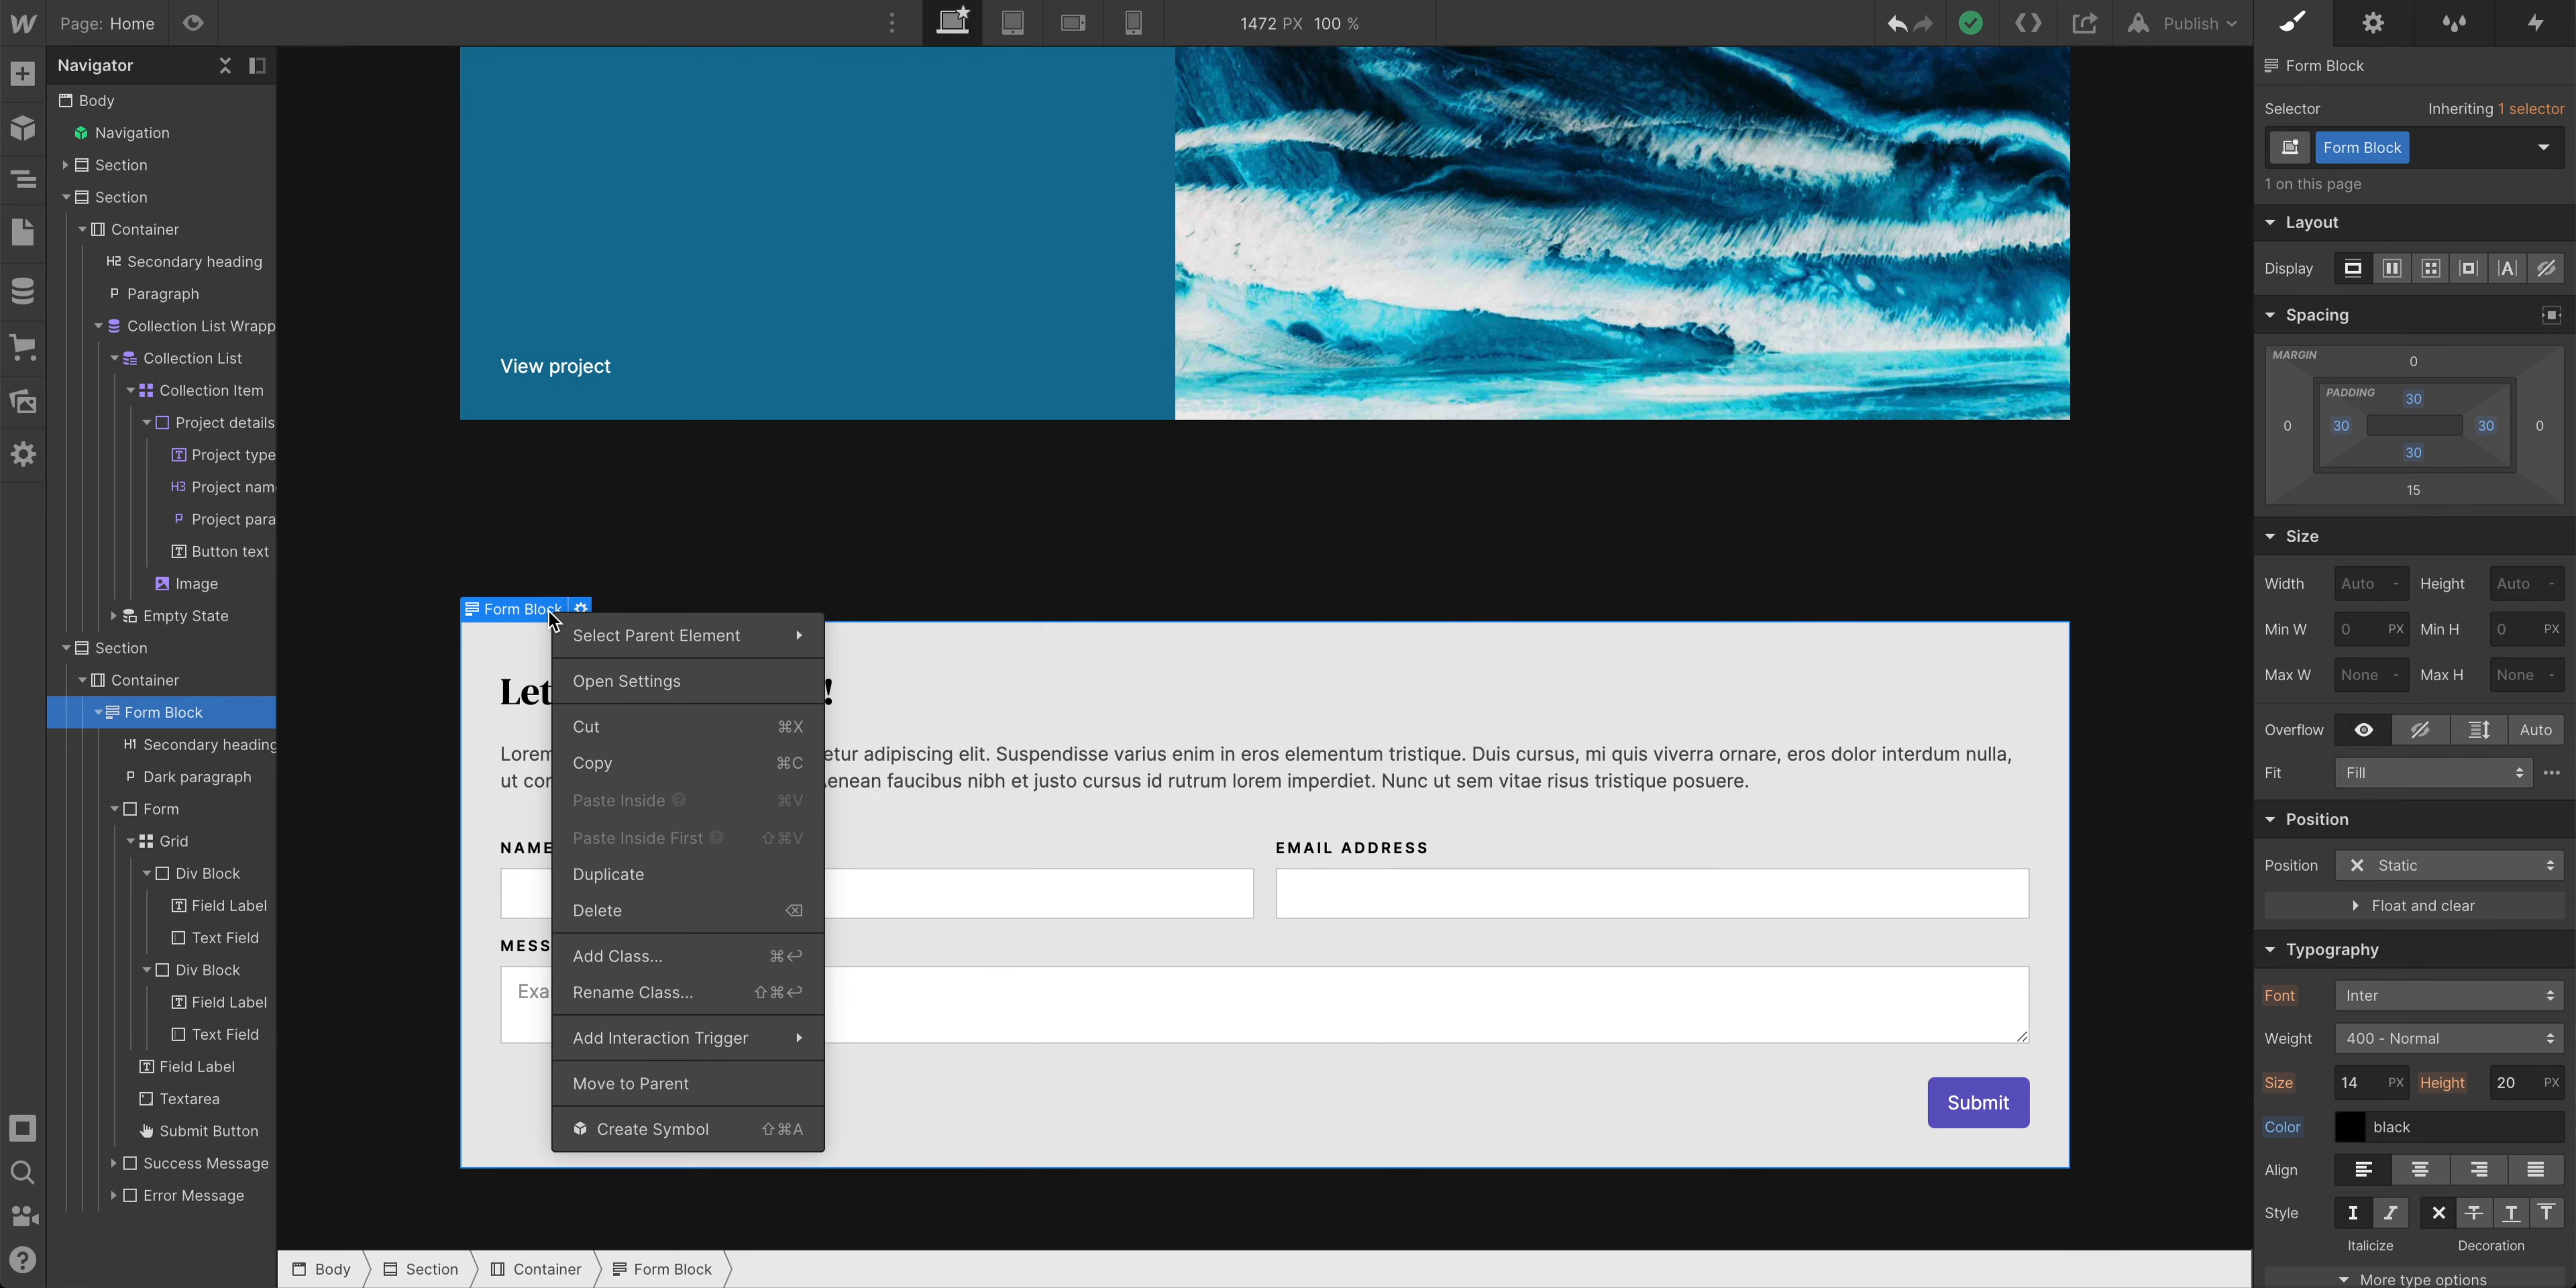 Page: Home
1472 PX 100 %
Publish
Navigator
Body
Navigation
Section
Section
Container
H2 Secondary heading
P Paragraph
Collection List Wrapp
Collection List
Collection Item
Project details
Project type
H3 Project nam
P Project para
Button text
Image
Empty State
Section
Container
Form Block
H1 Secondary heading
P Dark paragraph
Form
Grid
Div Block
Field Label
Text Field
Div Block
Field Label
Text Field
Field Label
Textarea
Submit Button
Success Message
Error Message
View project
Form Block
Let !
Lorem etur adipiscing elit. Suspendisse varius enim in eros elementum tristique. Duis cursus, mi quis viverra ornare, eros dolor interdum nulla,
ut cor enean faucibus nibh et justo cursus id rutrum lorem imperdiet. Nunc ut sem vitae risus tristique posuere.
NAME
EMAIL ADDRESS
MESS
Exa
Submit
Select Parent Element
Open Settings
Cut ⌘X
Copy ⌘C
Paste Inside ⌘V
Paste Inside First ⇧⌘V
Duplicate
Delete ⌫
Add Class... ⌘↩
Rename Class... ⇧⌘↩
Add Interaction Trigger
Move to Parent
Create Symbol ⇧⌘A
Body
Section
Container
Form Block
Form Block
Selector Inheriting 1 selector
Form Block
1 on this page
Layout
Display
Spacing
MARGIN
0
PADDING
30
0 30 30 0
30
15
Size
Width Auto - Height Auto -
Min W 0 PX Min H 0 PX
Max W None - Max H None -
Overflow Auto
Fit Fill
Position
Position Static
Float and clear
Typography
Font Inter
Weight 400 - Normal
Size 14 PX Height 20 PX
Color black
Align
Style
Italicize Decoration
More type options